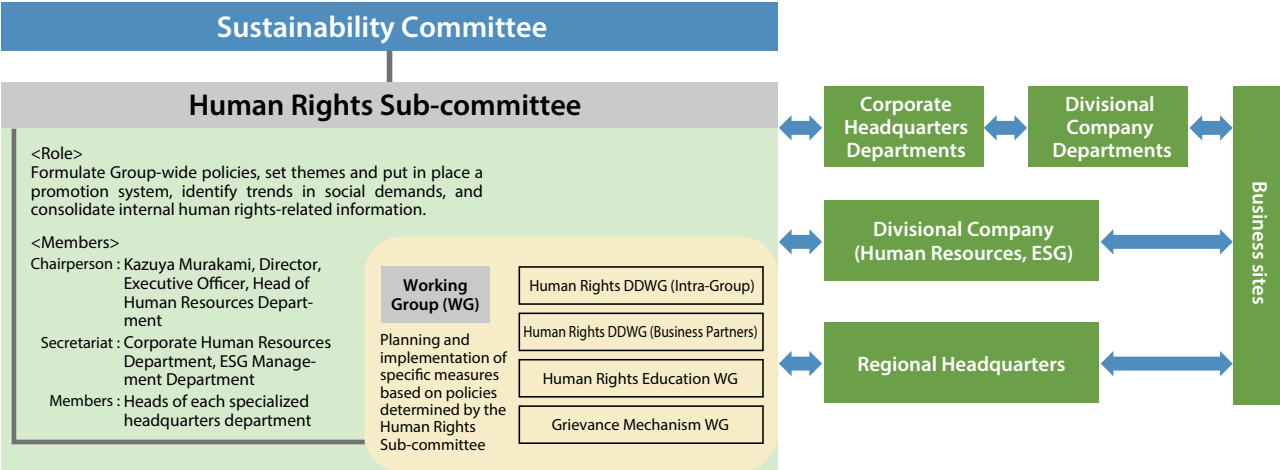 Sustainability Committee
Human Rights Sub-committee
<Role>
Formulate Group-wide policies, set themes and put in place a
promotion system, identify trends in social demands, and
consolidate internal human rights-related information.
<Members>
Chairperson : Kazuya Murakami, Director,
Executive Officer, Head of
Human Resources Depart-
ment
Secretariat : Corporate Human Resources
Department, ESG Manage-
ment Department
Members : Heads of each specialized
headquarters department
Working
Group (WG)
Planning and
implementation of
specific measures
based on policies
determined by the
Human Rights
Sub-committee
Human Rights DDWG (Intra-Group)
Human Rights DDWG (Business Partners)
Human Rights Education WG
Grievance Mechanism WG
Corporate
Headquarters
Departments
Divisional
Company
Departments
Divisional Company
(Human Resources, ESG)
Regional Headquarters
Business sites